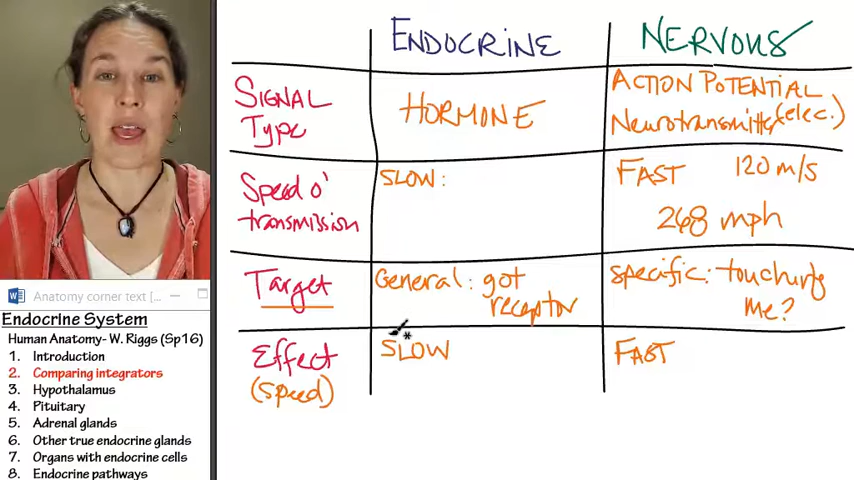 ENDOCRINE
NERVOUS
SIGNAL
Type
HORMONE
ACTION POTENTIAL
Neurotransmitter (elec.)
Speed o'
transmission
SLOW:
FAST 120 m/s
268 mph
Target
General: got
receptor
specific: touching
me?
Effect
(speed)
SLOW
FAST
Anatomy corner text [...
Endocrine System
Human Anatomy- W. Riggs (Sp16)
1. Introduction
2. Comparing integrators
3. Hypothalamus
4. Pituitary
5. Adrenal glands
6. Other true endocrine glands
7. Organs with endocrine cells
8. Endocrine pathways